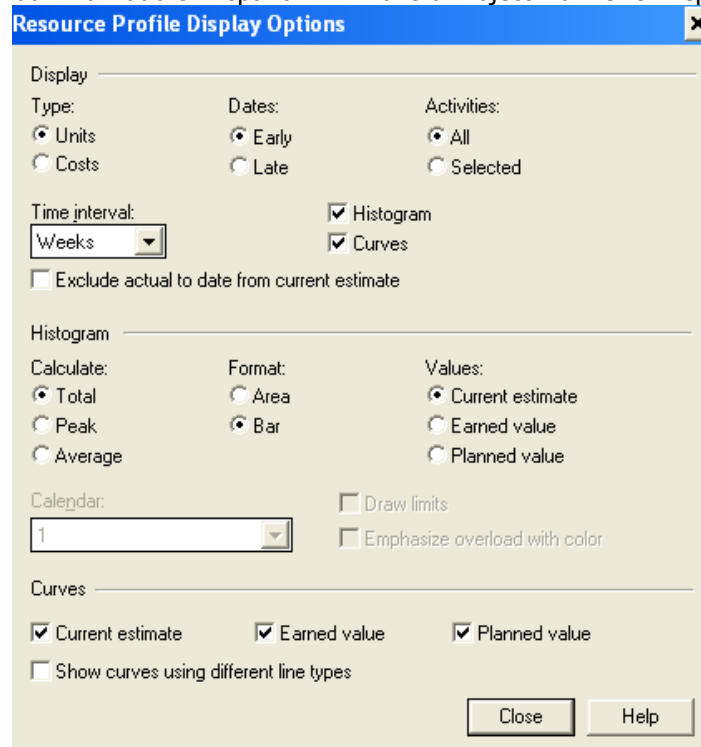 Resource Profile Display Options
Display
Type: Dates: Activities:
Units Early All
Costs Late Selected
Time interval: Histogram
Weeks Curves
Exclude actual to date from current estimate
Histogram
Calculate: Format: Values:
Total Area Current estimate
Peak Bar Earned value
Average Planned value
Calendar: Draw limits
1 Emphasize overload with color
Curves
Current estimate Earned value Planned value
Show curves using different line types
Close Help